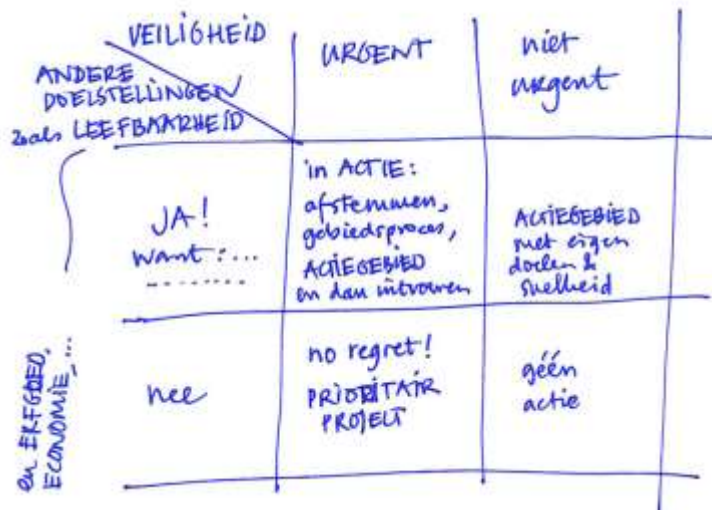 VEILIGHEID
ANDERE
DOELSTELLINGEN
zoals LEEFBAARHEID
URGENT
niet
urgent
JA!
want:...
........
in ACTIE:
afstemmen,
gebiedsproces,
ACTIEGEBIED
en dan uitvoeren
ACTIEGEBIED
met eigen
doelen &
snelheid
en ERFGOED,
ECONOMIE, ...
nee
no regret!
PRIORITAIR
PROJECT
géén
actie